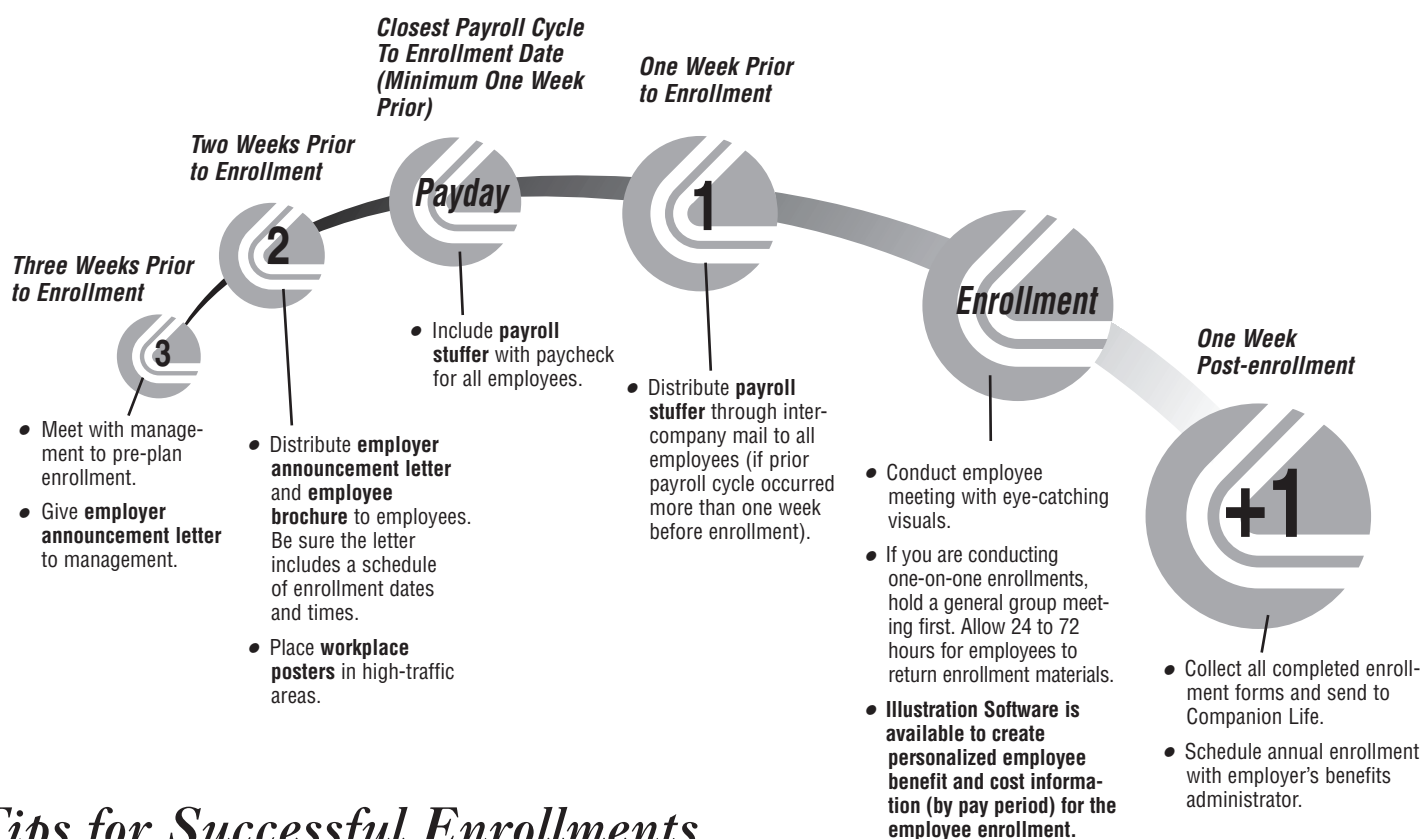 Three Weeks Prior
to Enrollment
3
● Meet with manage-
ment to pre-plan
enrollment.
● Give employer
announcement letter
to management.
Two Weeks Prior
to Enrollment
2
● Distribute employer
announcement letter
and employee
brochure to employees.
Be sure the letter
includes a schedule
of enrollment dates
and times.
● Place workplace
posters in high-traffic
areas.
Closest Payroll Cycle
To Enrollment Date
(Minimum One Week
Prior)
Payday
● Include payroll
stuffer with paycheck
for all employees.
One Week Prior
to Enrollment
1
● Distribute payroll
stuffer through inter-
company mail to all
employees (if prior
payroll cycle occurred
more than one week
before enrollment).
Enrollment
● Conduct employee
meeting with eye-catching
visuals.
● If you are conducting
one-on-one enrollments,
hold a general group meet-
ing first. Allow 24 to 72
hours for employees to
return enrollment materials.
● Illustration Software is
available to create
personalized employee
benefit and cost informa-
tion (by pay period) for the
employee enrollment.
One Week
Post-enrollment
+1
● Collect all completed enroll-
ment forms and send to
Companion Life.
● Schedule annual enrollment
with employer's benefits
administrator.
Tips for Successful Enrollments